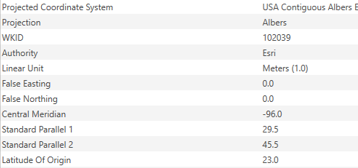 Projected Coordinate System USA Contiguous Albers E
Projection Albers
WKID 102039
Authority Esri
Linear Unit Meters (1.0)
False Easting 0.0
False Northing 0.0
Central Meridian -96.0
Standard Parallel 1 29.5
Standard Parallel 2 45.5
Latitude Of Origin 23.0